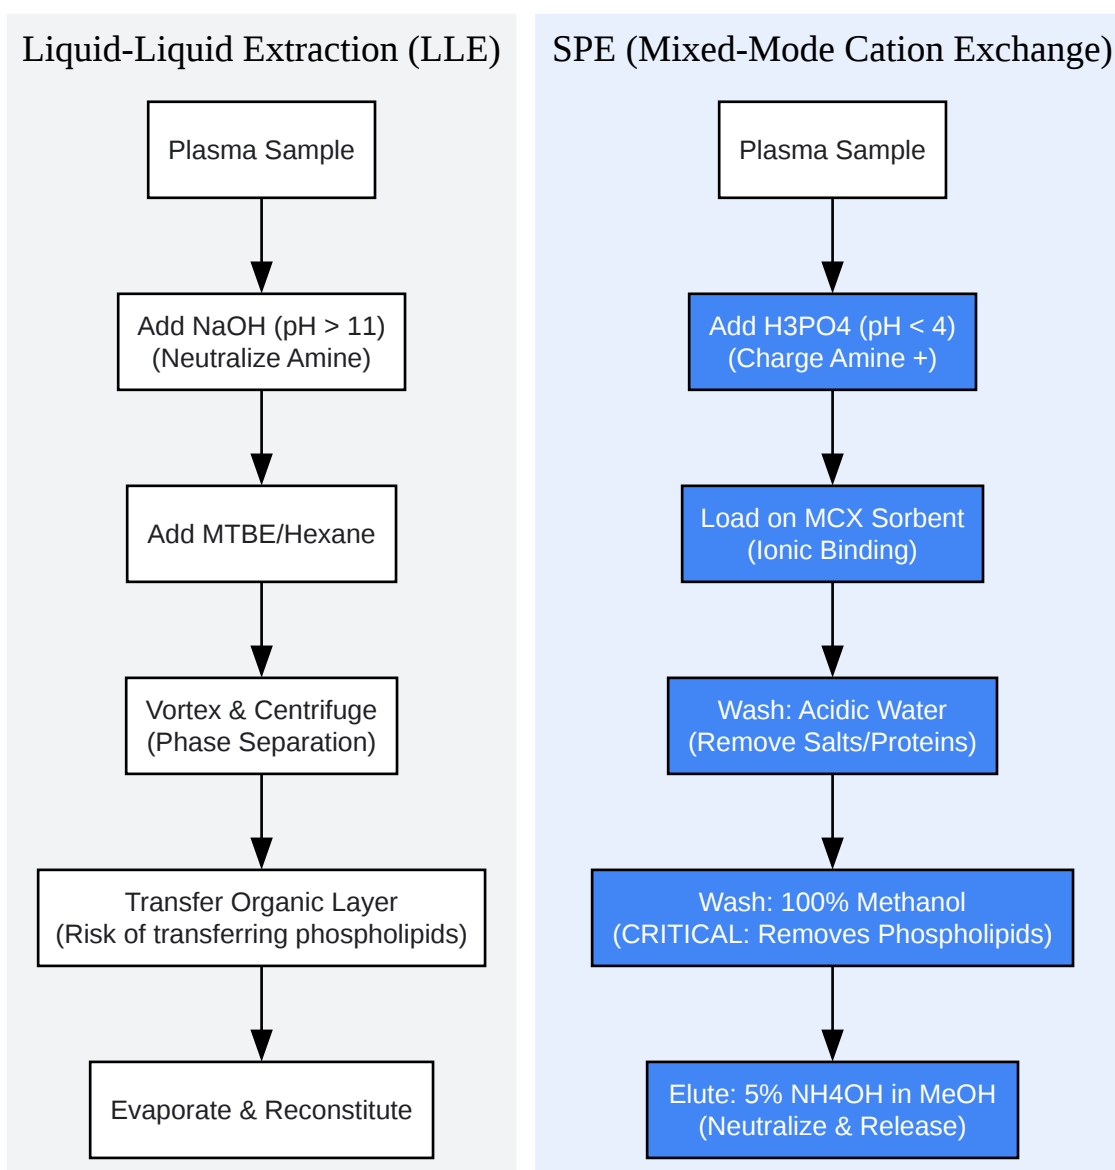 Liquid-Liquid Extraction (LLE)
Plasma Sample
Add NaOH (pH > 11)
(Neutralize Amine)
Add MTBE/Hexane
Vortex & Centrifuge
(Phase Separation)
Transfer Organic Layer
(Risk of transferring phospholipids)
Evaporate & Reconstitute
SPE (Mixed-Mode Cation Exchange)
Plasma Sample
Add H3PO4 (pH < 4)
(Charge Amine +)
Load on MCX Sorbent
(Ionic Binding)
Wash: Acidic Water
(Remove Salts/Proteins)
Wash: 100% Methanol
(CRITICAL: Removes Phospholipids)
Elute: 5% NH4OH in MeOH
(Neutralize & Release)